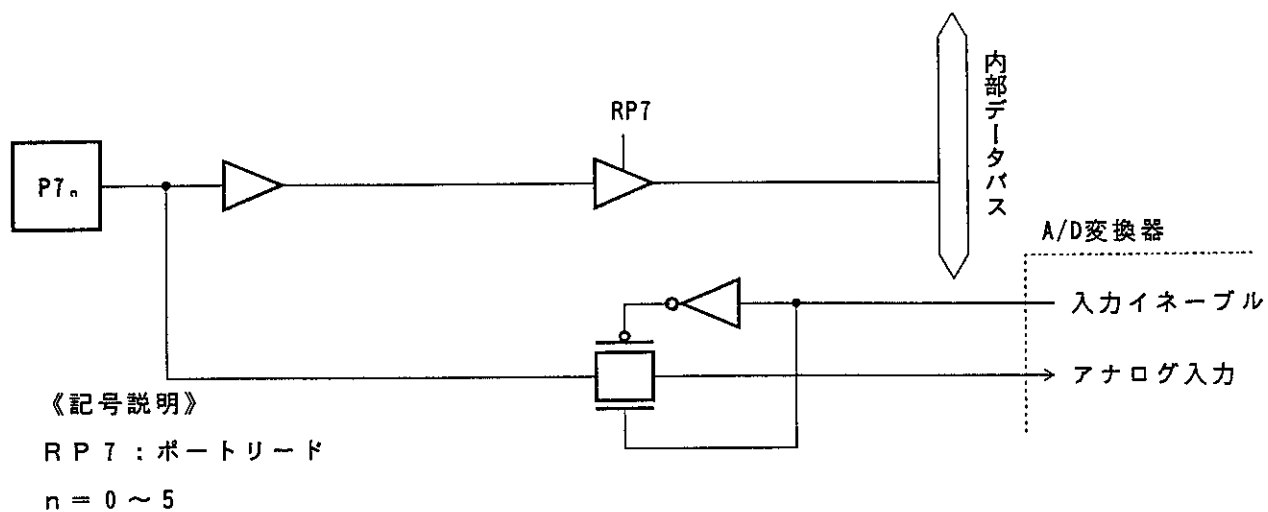 RP7
P7n
内部データバス
A/D変換器
入力イネーブル
アナログ入力
《記号説明》
RP7:ポートリード
n=0~5